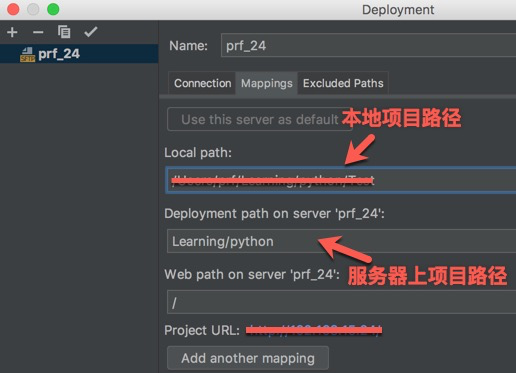 Deployment
prf_24
SFTP
Name: prf_24
Connection Mappings Excluded Paths
Use this server as default
本地项目路径
Local path:
Deployment path on server 'prf_24':
Learning/python
服务器上项目路径
Web path on server 'prf_24':
/
Project URL:
Add another mapping